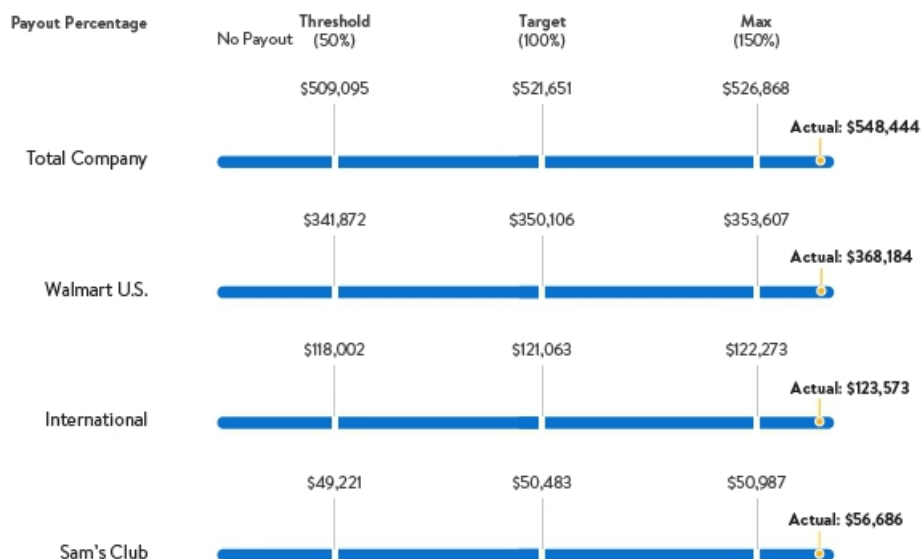 Payout Percentage
No Payout
Threshold
(50%)
Target
(100%)
Max
(150%)
$509,095 $521,651 $526,868
Actual: $548,444
Total Company
$341,872 $350,106 $353,607
Actual: $368,184
Walmart U.S.
$118,002 $121,063 $122,273
Actual: $123,573
International
$49,221 $50,483 $50,987
Actual: $56,686
Sam's Club